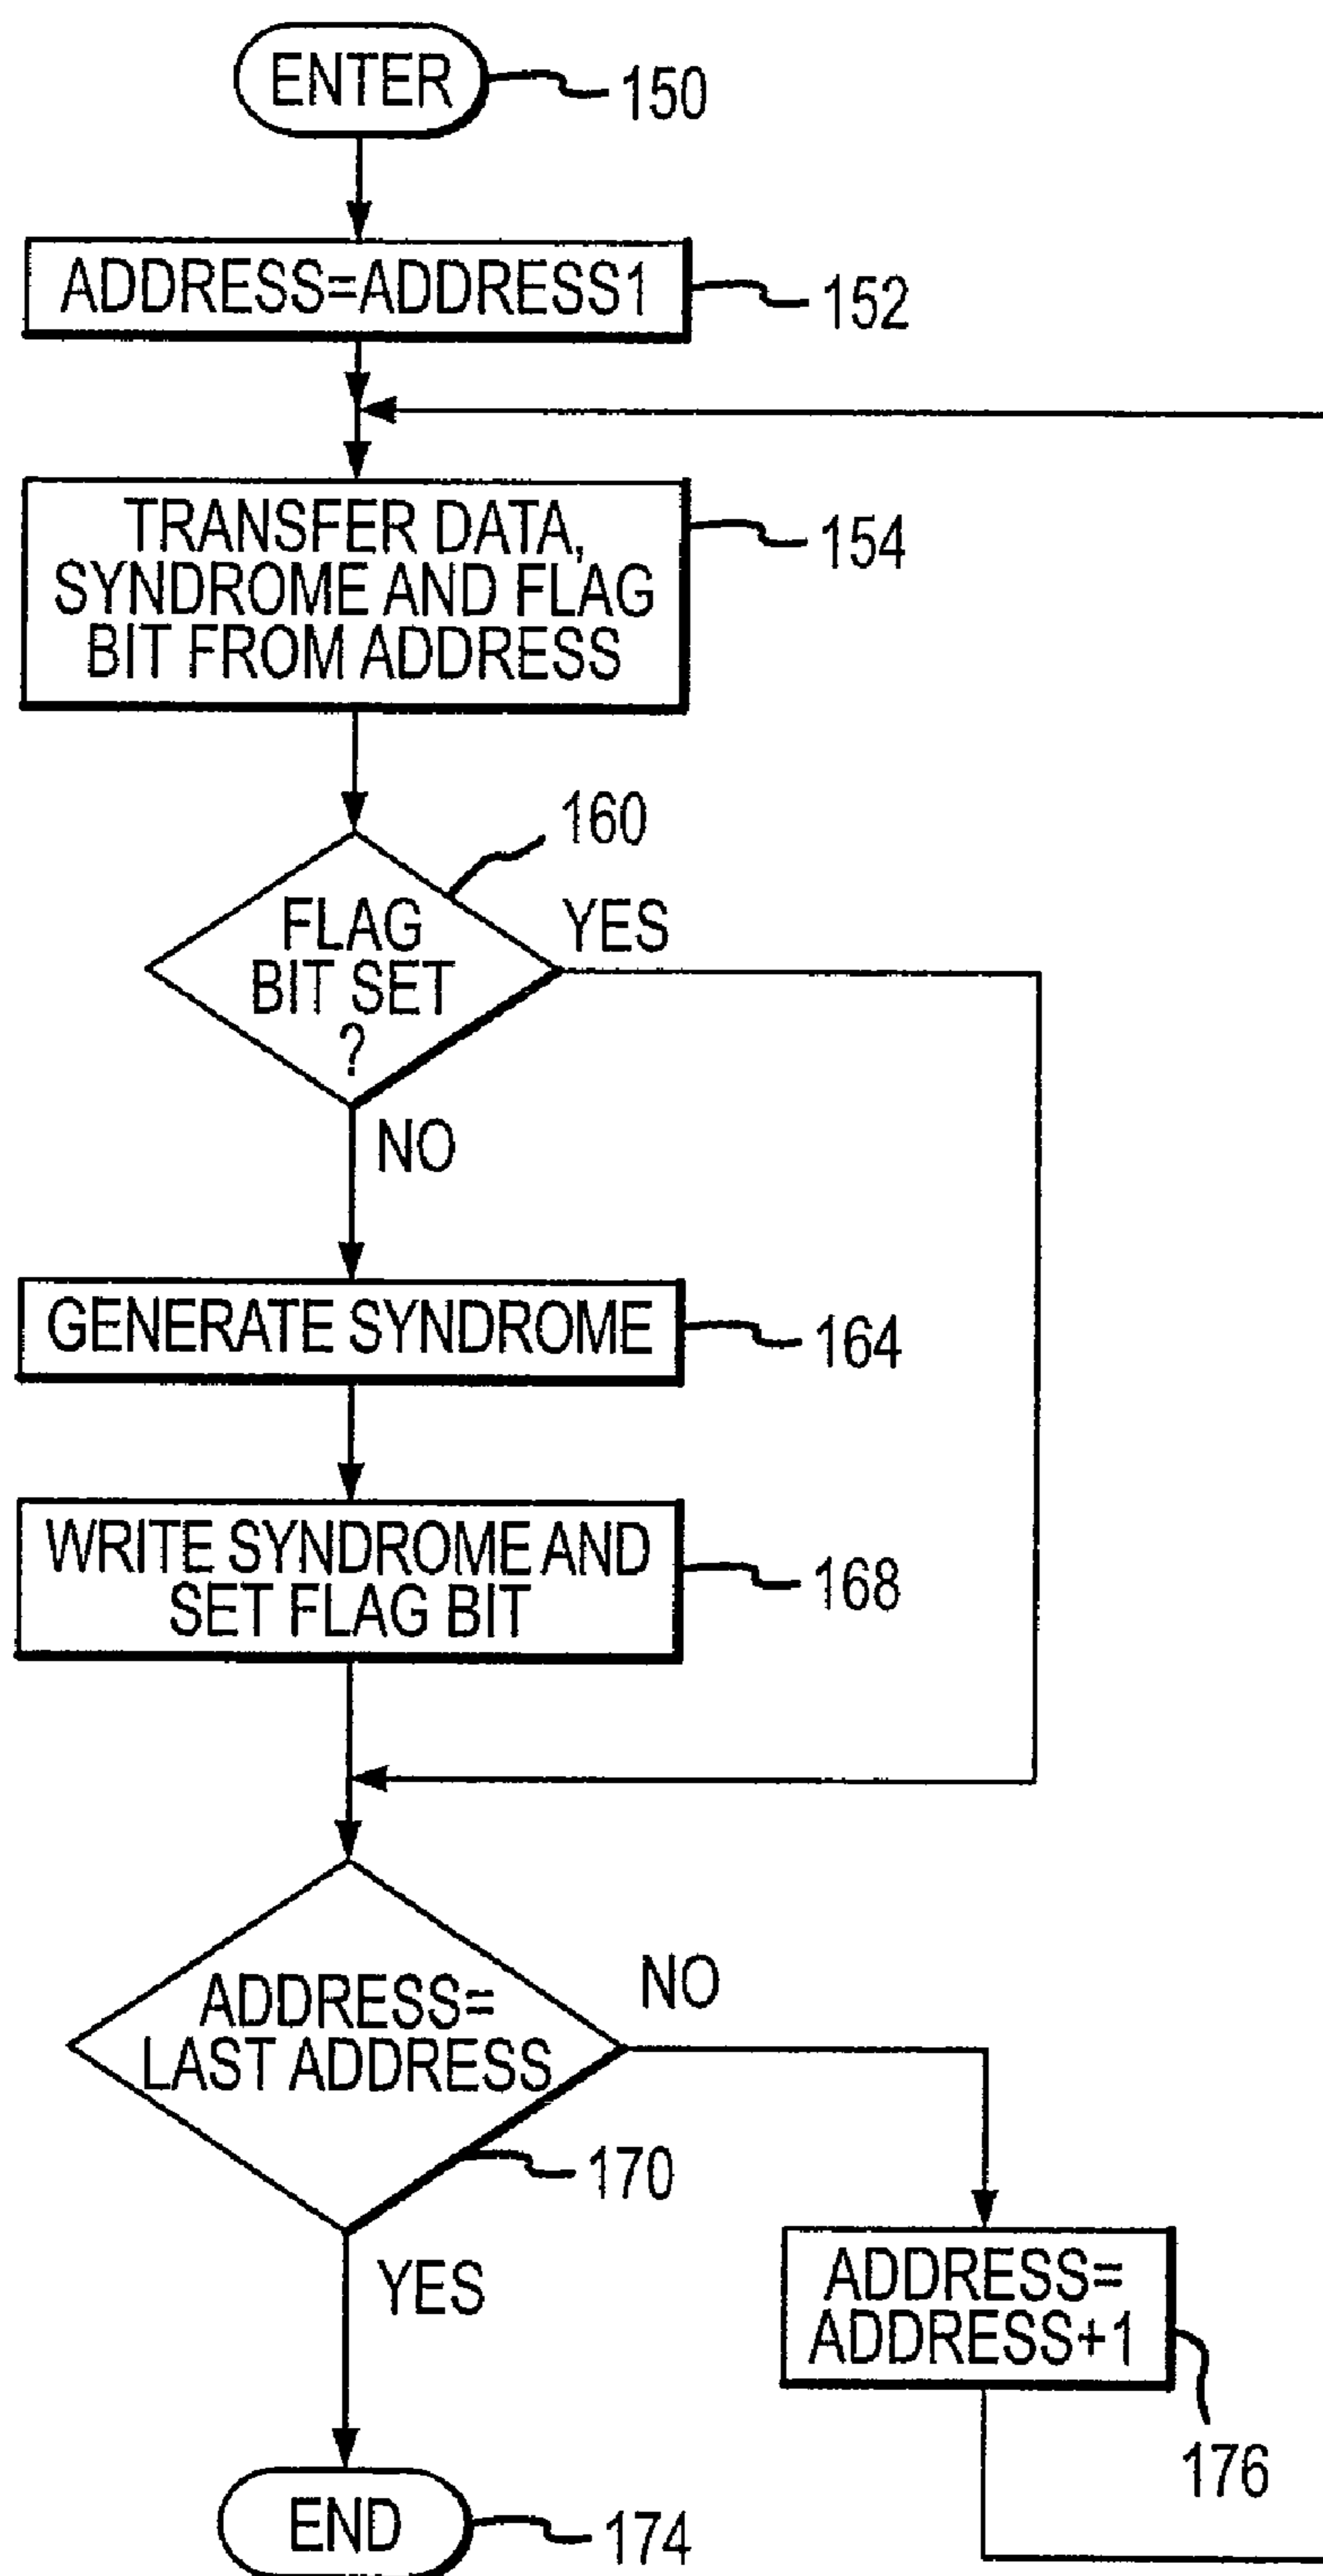 ENTER
150
ADDRESS=ADDRESS1
152
TRANSFER DATA,
SYNDROME AND FLAG
BIT FROM ADDRESS
154
160
FLAG
BIT SET
?
YES
NO
GENERATE SYNDROME
164
WRITE SYNDROME AND
SET FLAG BIT
168
ADDRESS=
LAST ADDRESS
NO
170
YES
ADDRESS=
ADDRESS+1
176
END
174